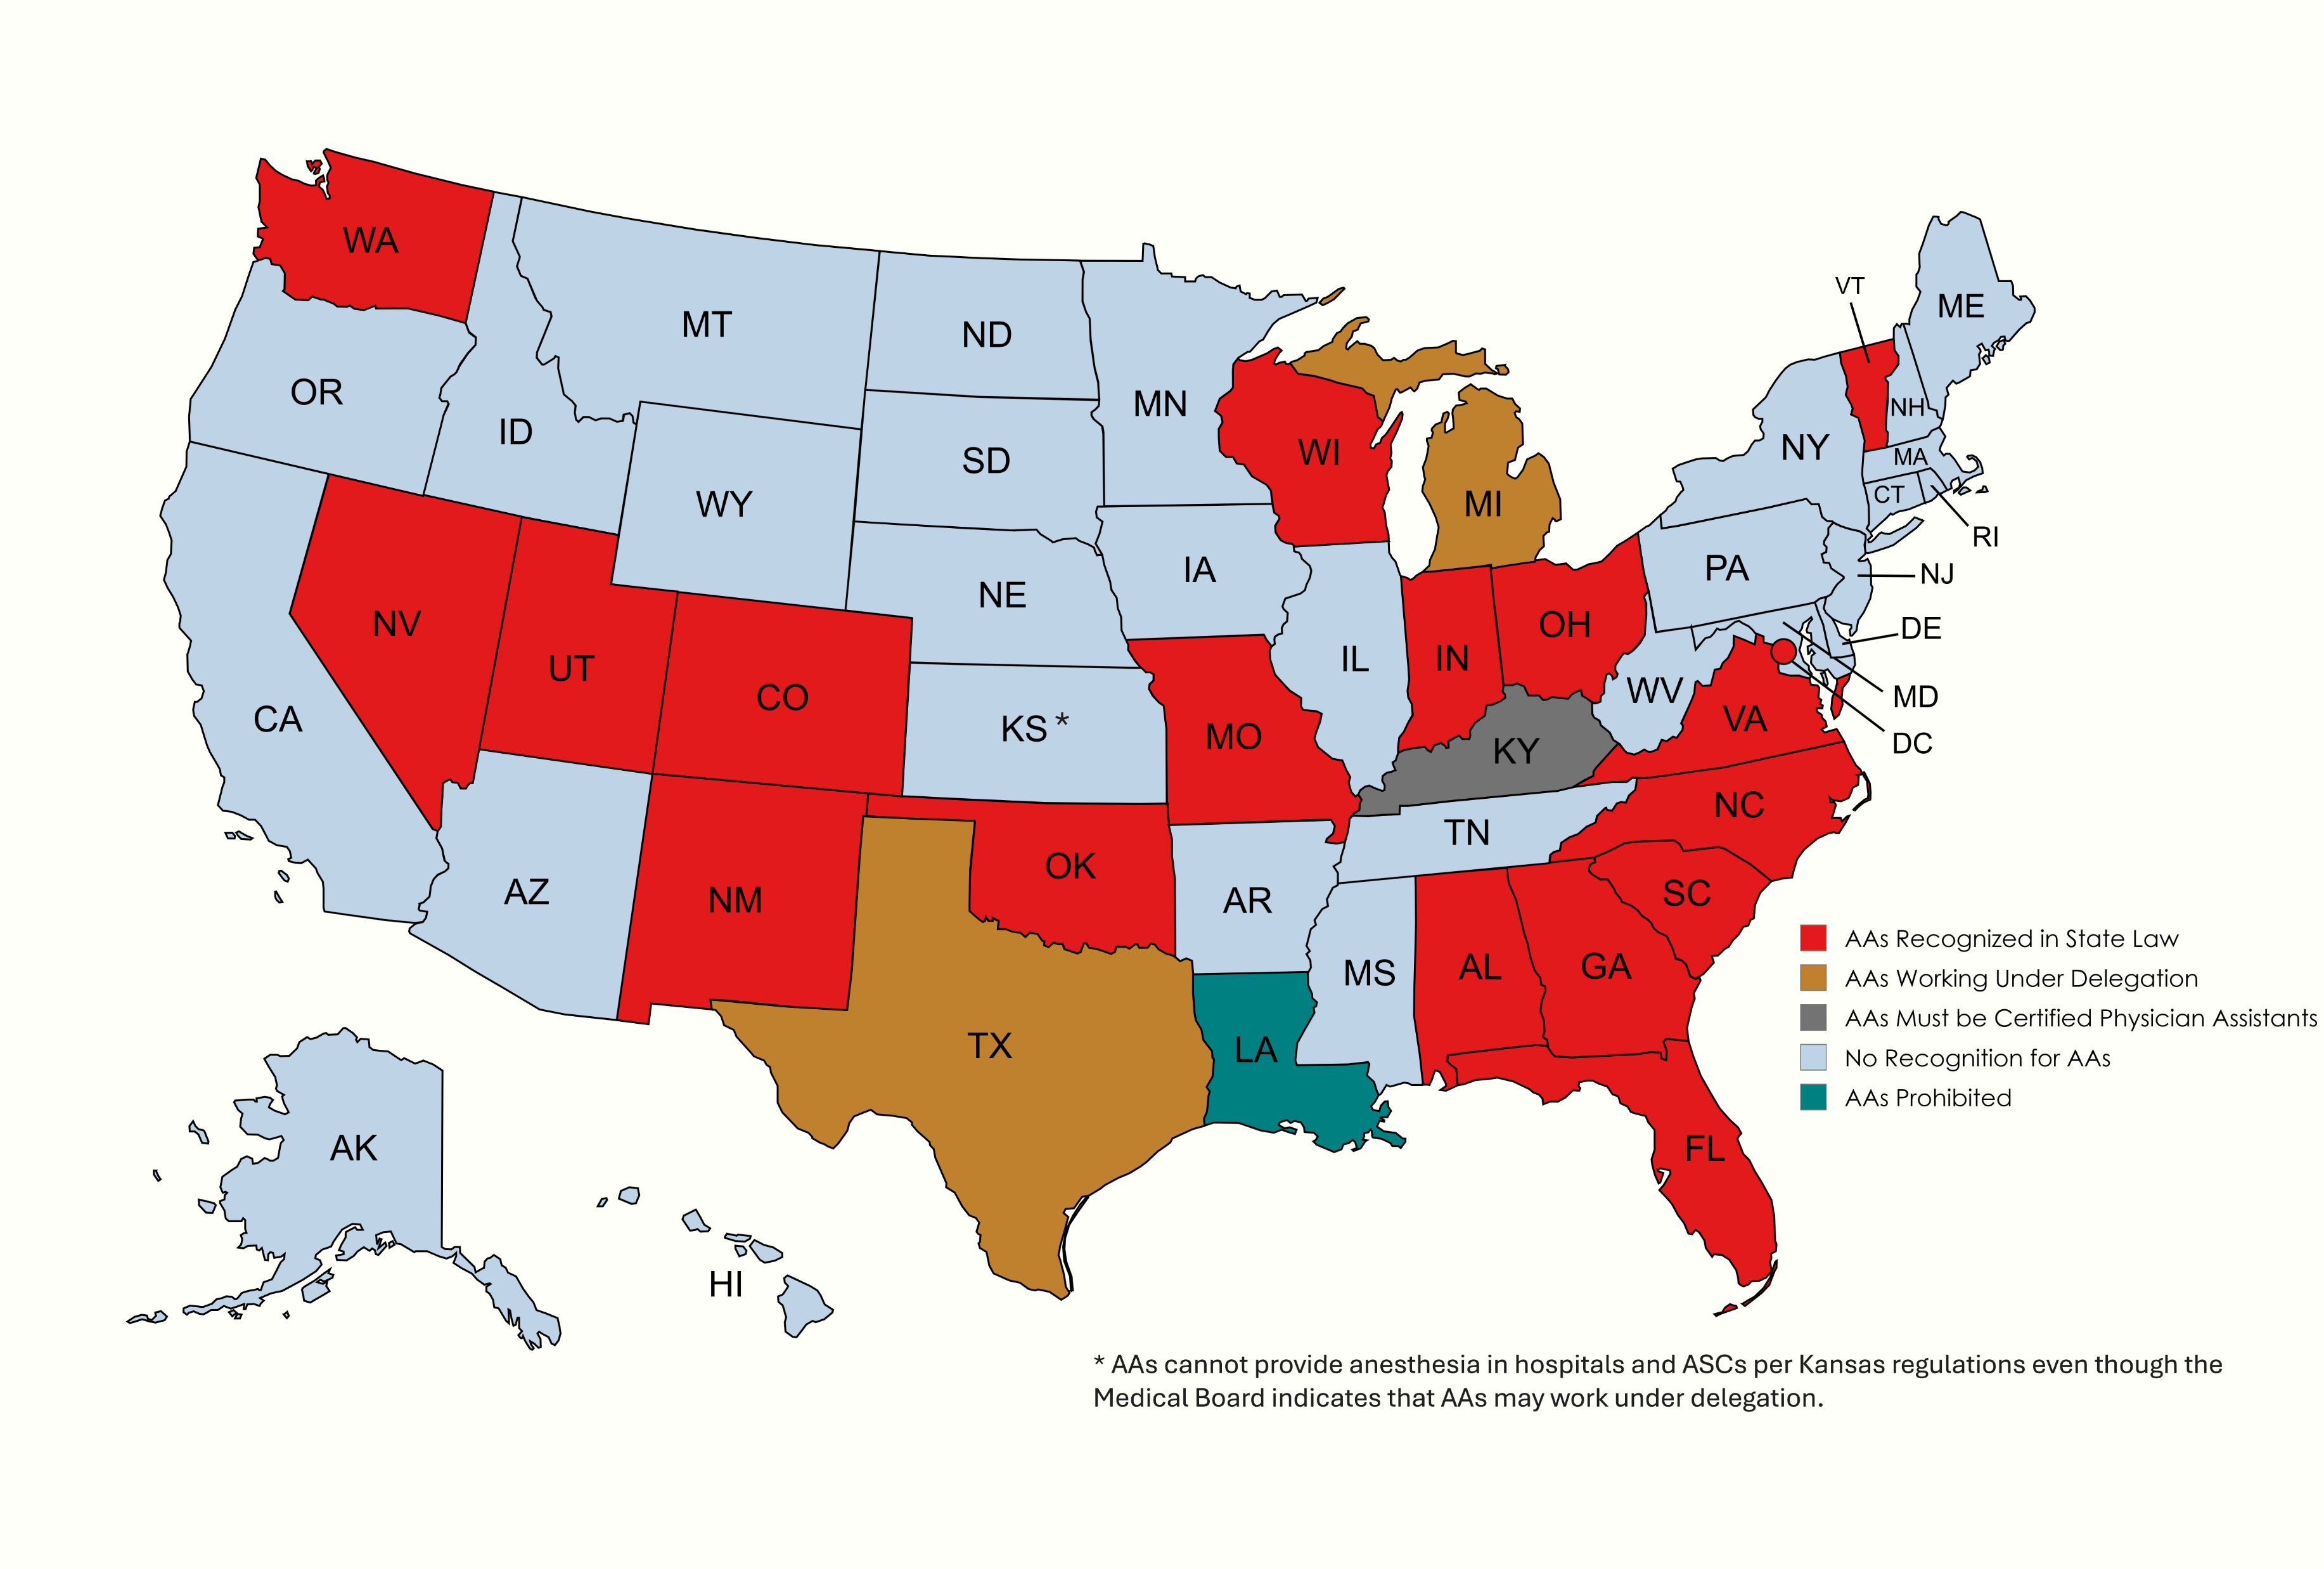 WA
VT
ME
MT
ND
OR
MN
NH
ID
NY
WI
MA
SD
CT
WY
MI
RI
IA
PA
NJ
NE
NV
OH
DE
UT
IL
IN
WV
MD
CO
CA
KS *
MO
VA
DC
KY
NC
TN
OK
AZ
NM
AR
SC
AAs Recognized in State Law
MS
AL
GA
AAs Working Under Delegation
AAs Must be Certified Physician Assistants
TX
LA
No Recognition for AAs
AAs Prohibited
AK
FL
HI
* AAs cannot provide anesthesia in hospitals and ASCs per Kansas regulations even though the
Medical Board indicates that AAs may work under delegation.